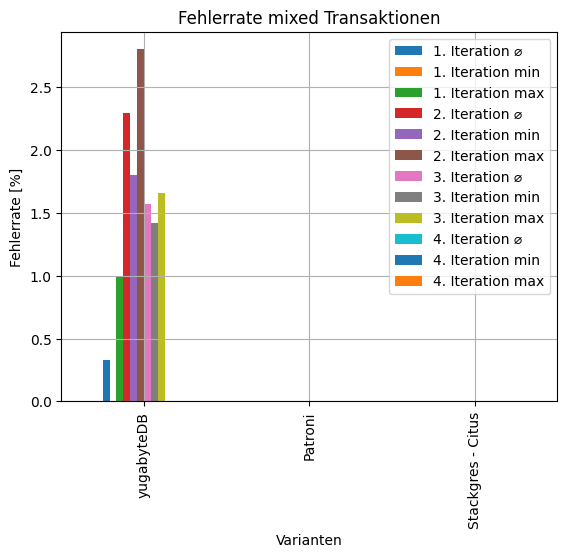 Fehlerrate mixed Transaktionen
Fehlerrate [%]
2.5
2.0
1.5
1.0
0.5
0.0
1. Iteration ⌀
1. Iteration min
1. Iteration max
2. Iteration ⌀
2. Iteration min
2. Iteration max
3. Iteration ⌀
3. Iteration min
3. Iteration max
4. Iteration ⌀
4. Iteration min
4. Iteration max
yugabyteDB
Patroni
Stackgres - Citus
Varianten